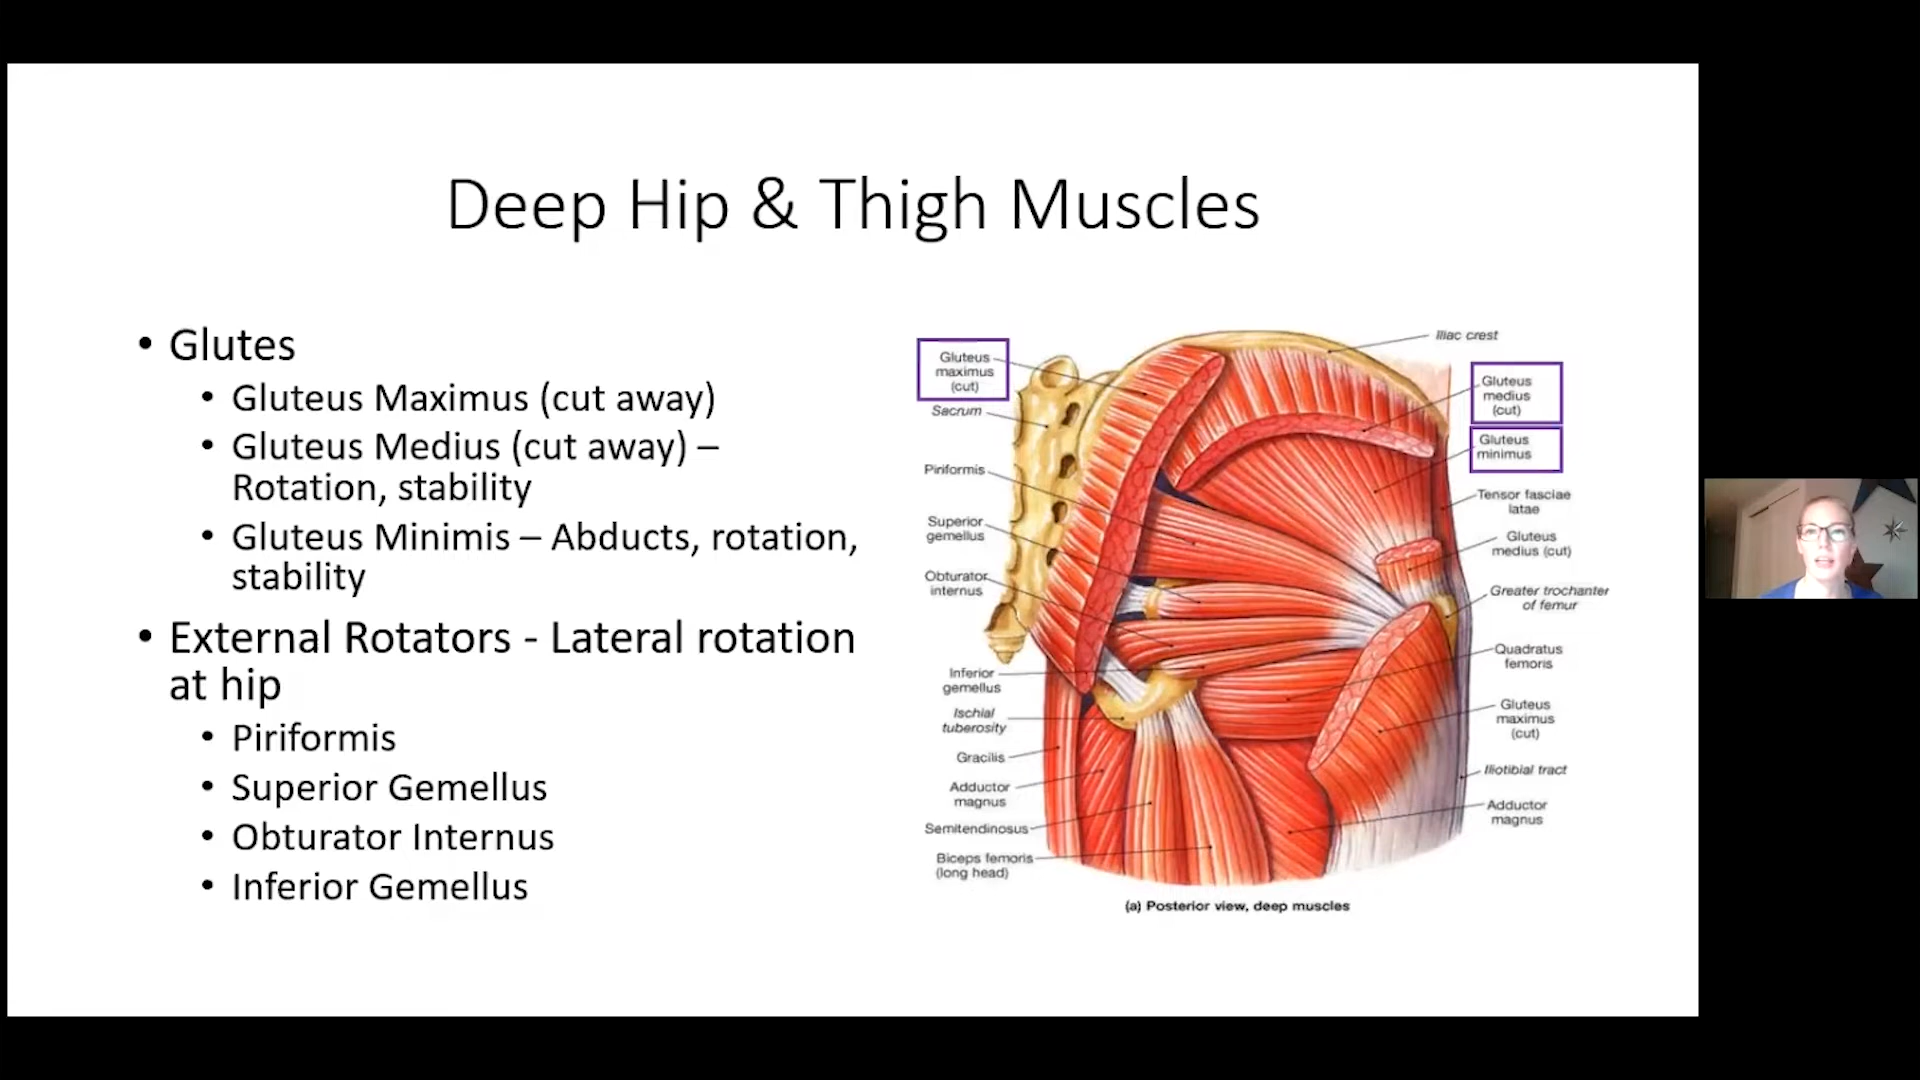 Deep Hip & Thigh Muscles
• Glutes
• Gluteus Maximus (cut away)
• Gluteus Medius (cut away) –
Rotation, stability
• Gluteus Minimis – Abducts, rotation,
stability
• External Rotators - Lateral rotation
at hip
• Piriformis
• Superior Gemellus
• Obturator Internus
• Inferior Gemellus
Gluteus
maximus
(cut)
Sacrum
Piriformis
Superior
gemellus
Obturator
internus
Inferior
gemellus
Ischial
tuberosity
Gracilis
Adductor
magnus
Semitendinosus
Biceps femoris
(long head)
Iliac crest
Gluteus
medius
(cut)
Gluteus
minimus
Tensor fasciae
latae
Gluteus
medius (cut)
Greater trochanter
of femur
Quadratus
femoris
Gluteus
maximus
(cut)
Iliotibial tract
Adductor
magnus
(a) Posterior view, deep muscles